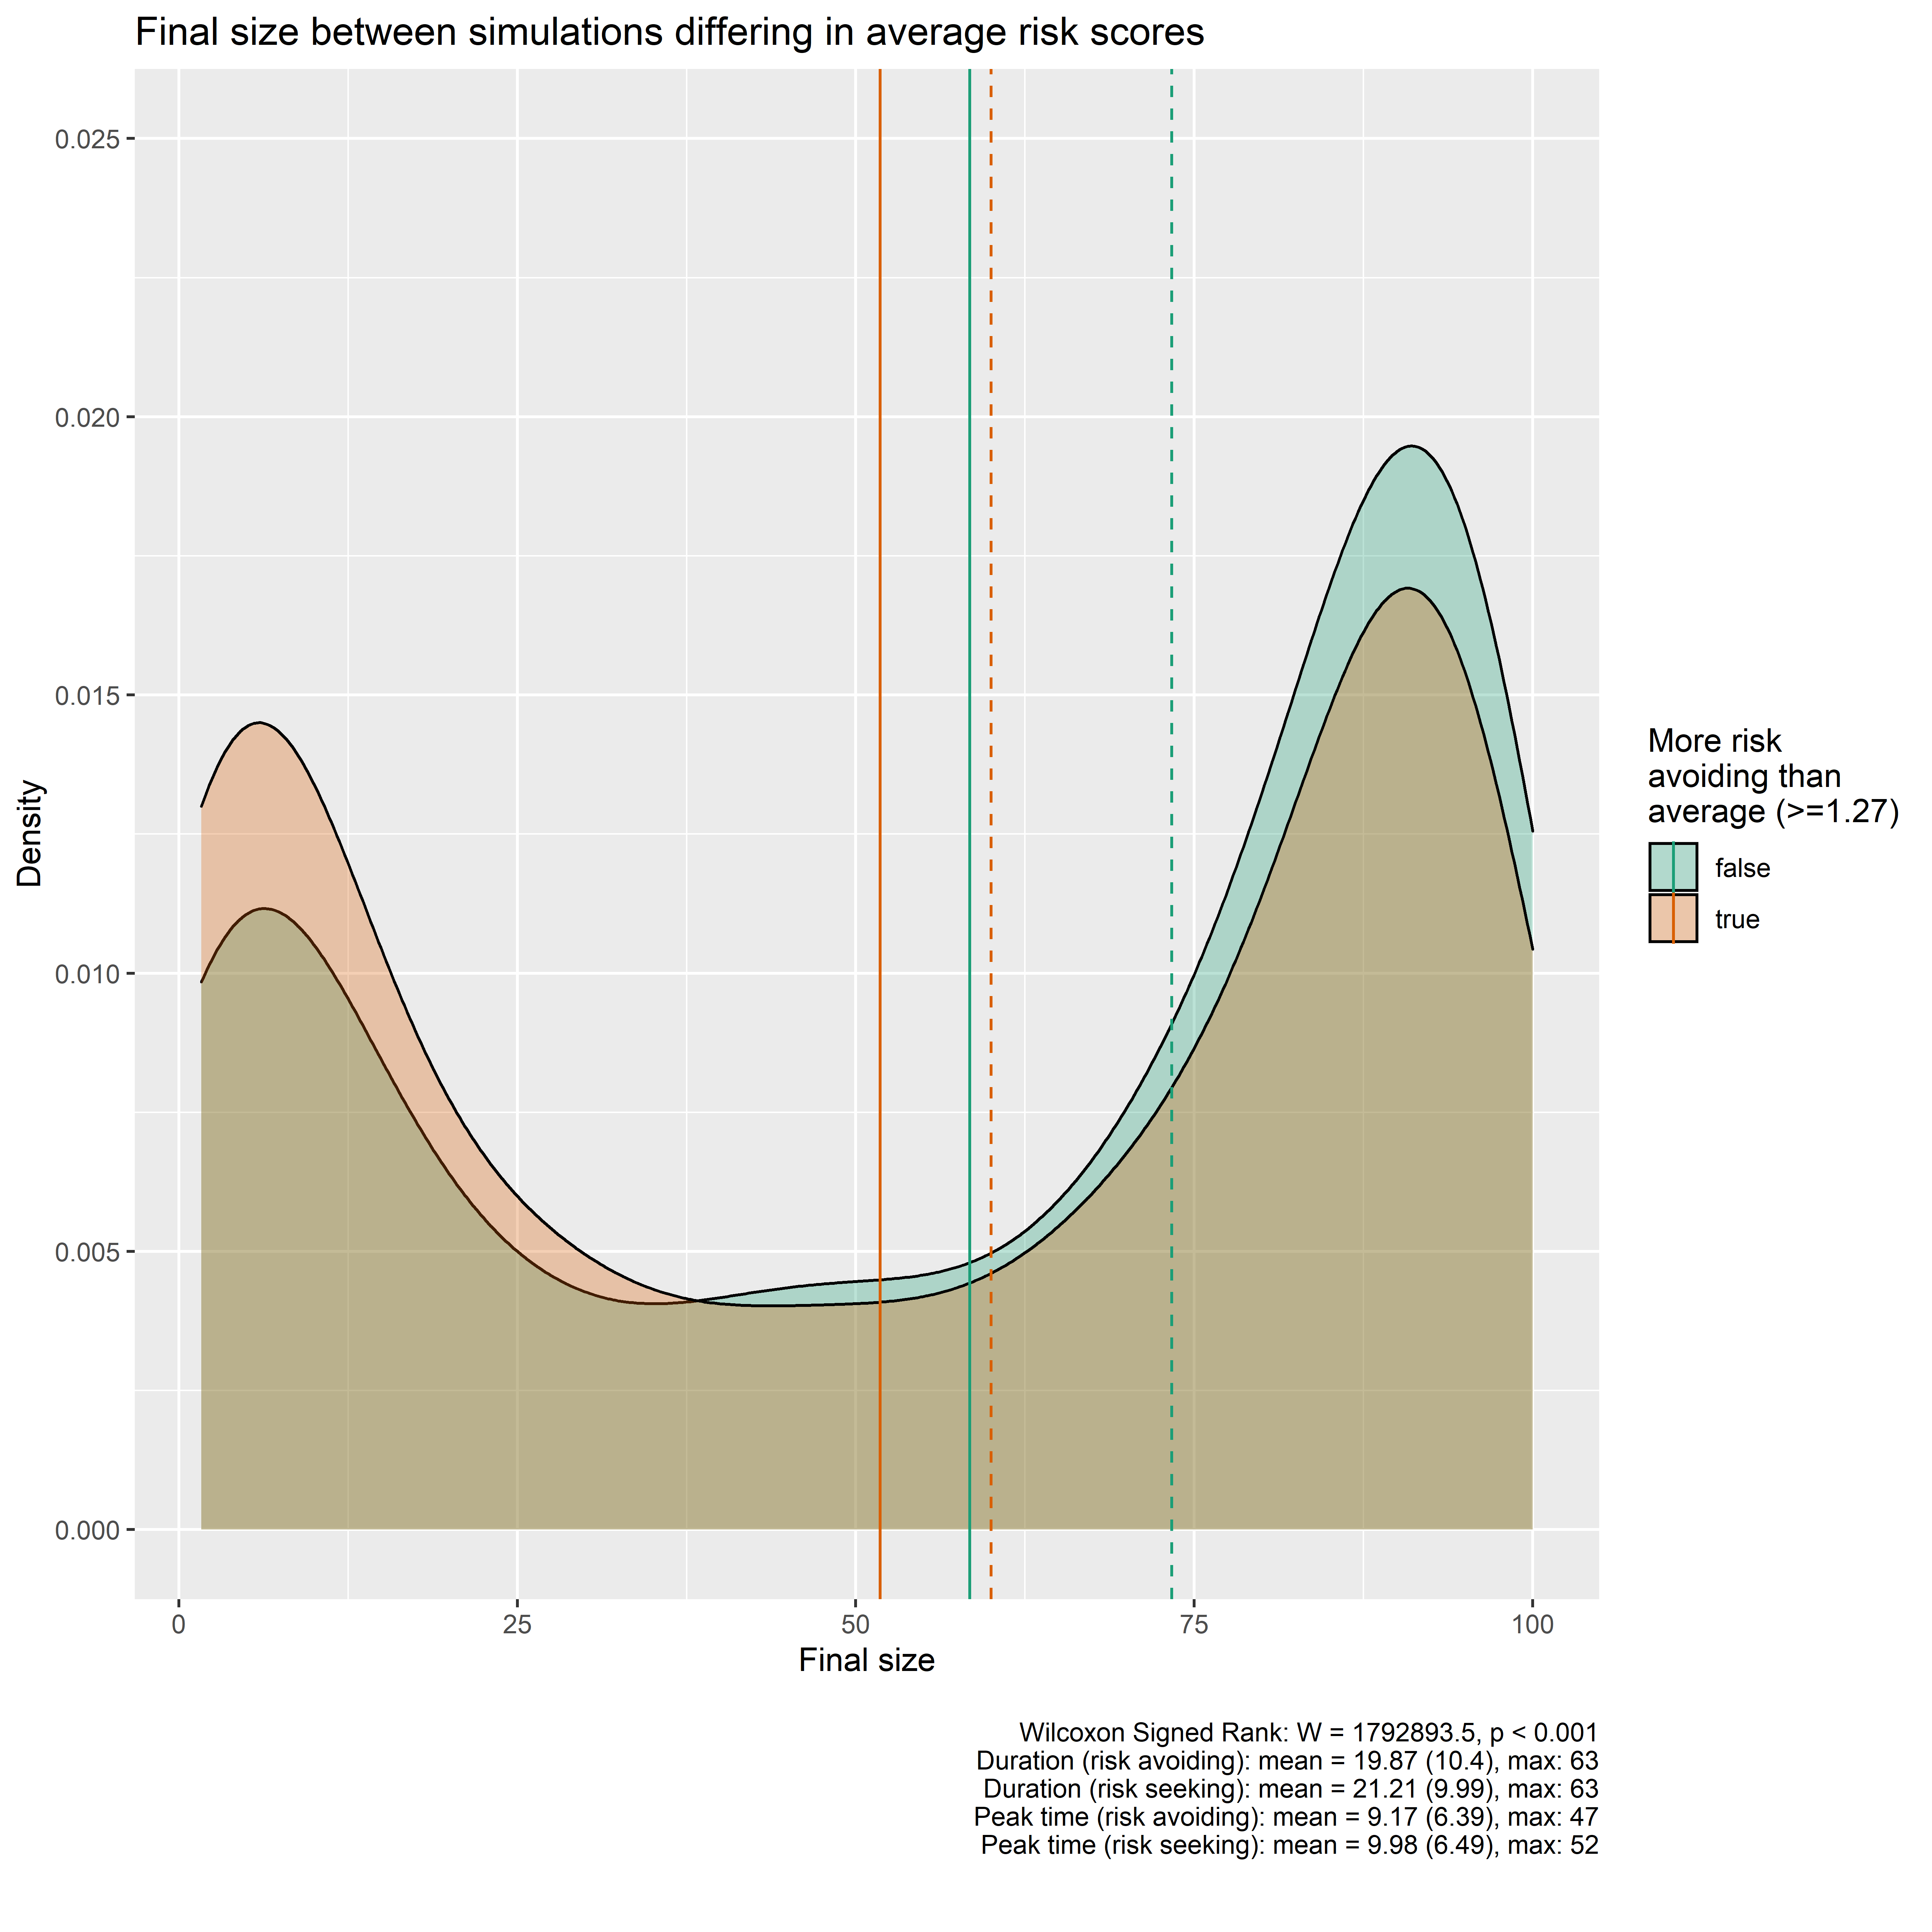 Final size between simulations differing in average risk scores
0.025
0.020
0.015
0.010
0.005
0.000
Density
0
25
50
75
100
Final size
More risk
avoiding than
average (>=1.27)
false
true
Wilcoxon Signed Rank: W = 1792893.5, p < 0.001
Duration (risk avoiding): mean = 19.87 (10.4), max: 63
Duration (risk seeking): mean = 21.21 (9.99), max: 63
Peak time (risk avoiding): mean = 9.17 (6.39), max: 47
Peak time (risk seeking): mean = 9.98 (6.49), max: 52